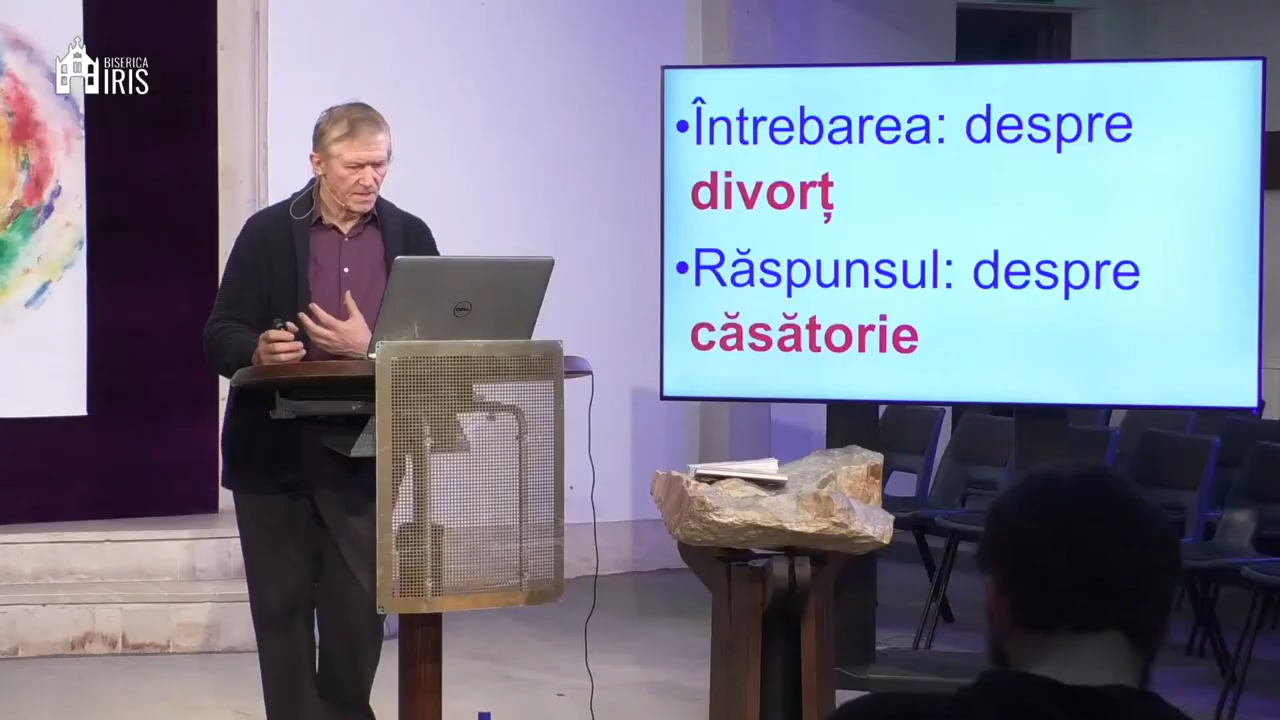 BISERICA
IRIS
•Întrebarea: despre
divorț
•Răspunsul: despre
căsătorie
DELL